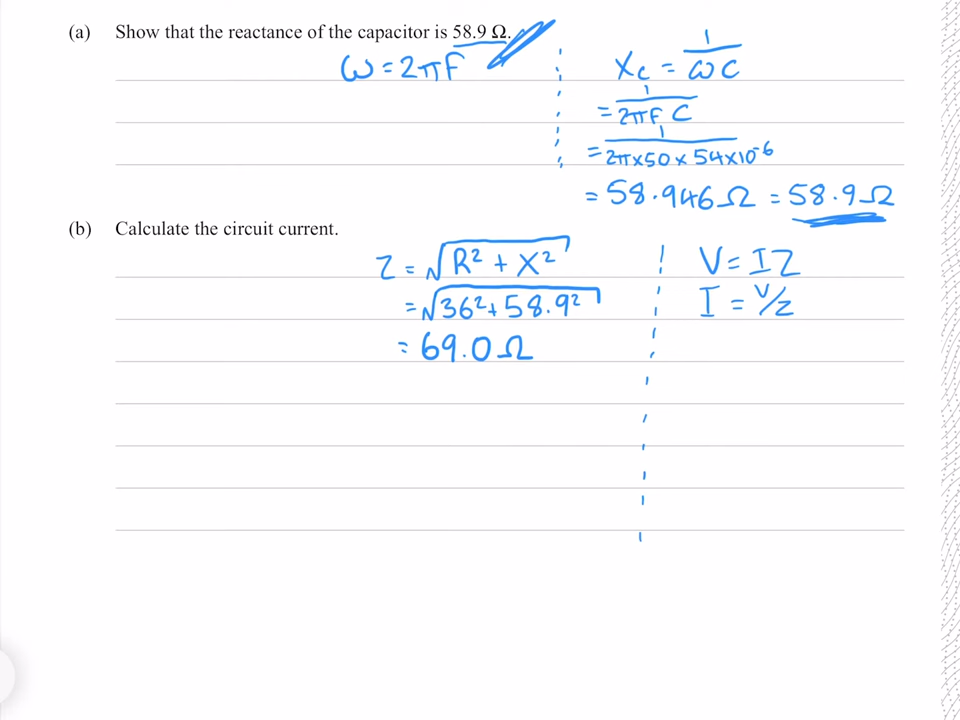 (a) Show that the reactance of the capacitor is 58.9 Ω.
ω = 2πF
Xc = 1/ωC
= 1/2πF C
= 1/2π×50×54×10⁻⁶
= 58.946Ω = 58.9Ω
(b) Calculate the circuit current.
Z = √R² + X²
= √36² + 58.9²
= 69.0Ω
V = IZ
I = V/Z